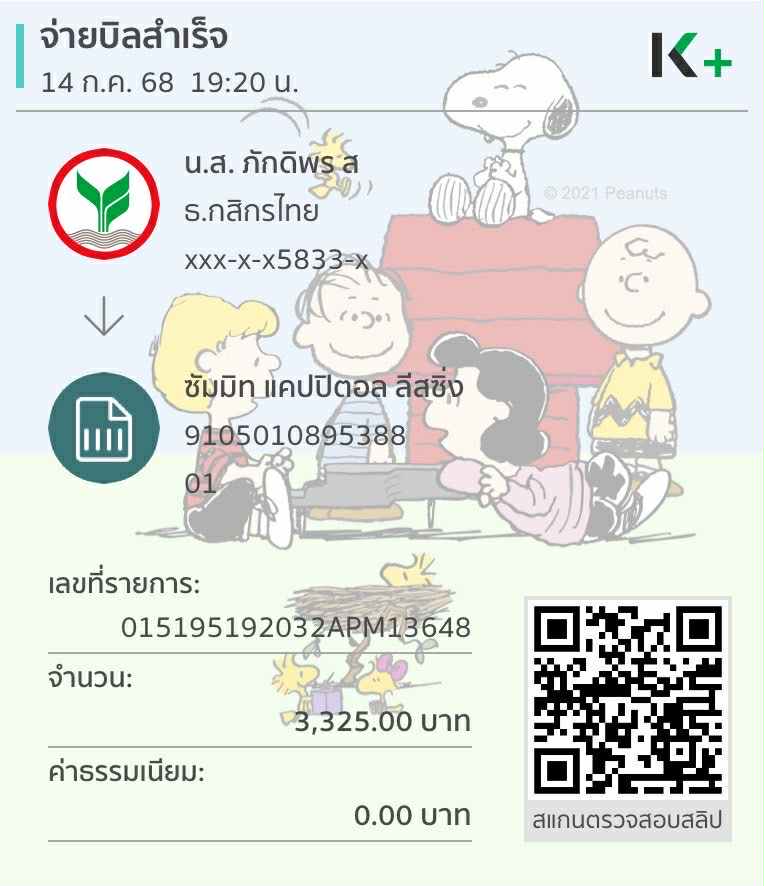 จ่ายบิลสำเร็จ
14 ก.ค. 68 19:20 น.
K+
น.ส. ภักดิพร ส
ธ.กสิกรไทย
xxx-x-x5833-x
© 2021 Peanuts
ซัมมิท แคปปิตอล ลีสซิ่ง
9105010895388
01
เลขที่รายการ:
015195192032APM13648
จำนวน:
3,325.00 บาท
ค่าธรรมเนียม:
0.00 บาท
สแกนตรวจสอบสลิป